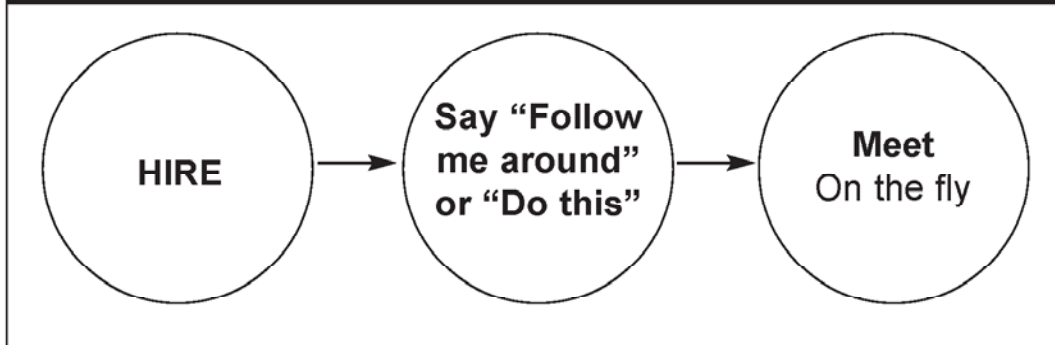 HIRE
Say “Follow
me around”
or “Do this”
Meet
On the fly